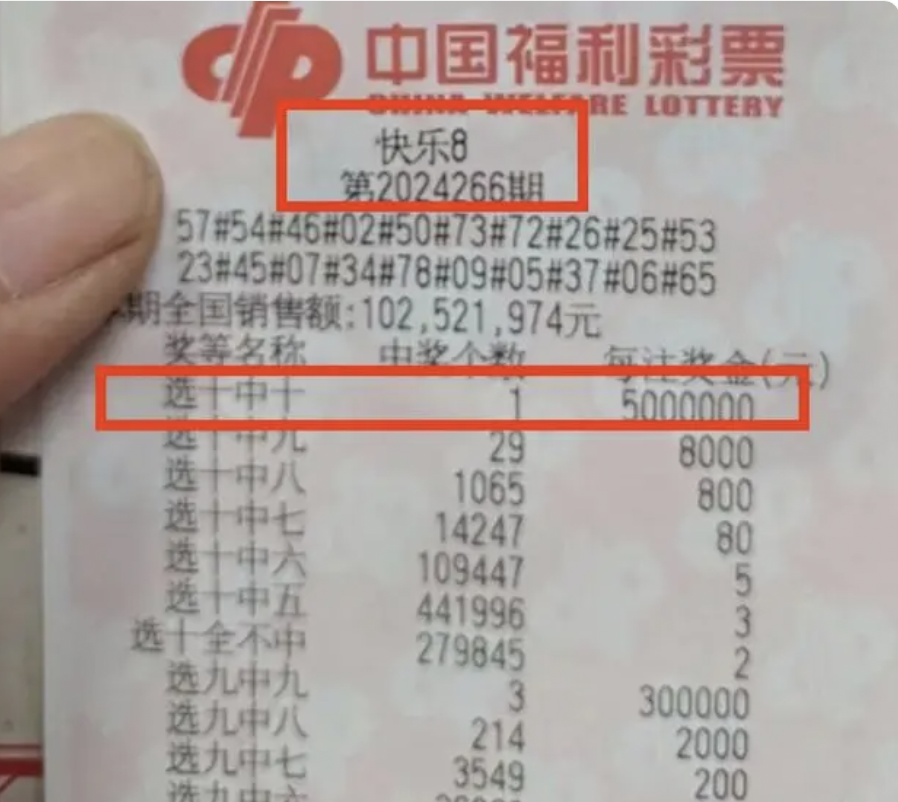 中国福利彩票
CHINA WELFARE LOTTERY
快乐8
第2024266期
57#54#46#02#50#73#72#26#25#53
23#45#07#34#78#09#05#37#06#65
期全国销售额:102,521,974元
奖等名称 中奖个数 每注奖金(元)
选十中十 1 5000000
选十中九 29 8000
选十中八 1065 800
选十中七 14247 80
选十中六 109447 5
选十中五 441996 3
选十全不中 279845 2
选九中九 3 300000
选九中八 214 2000
选九中七 3549 200
选九中六